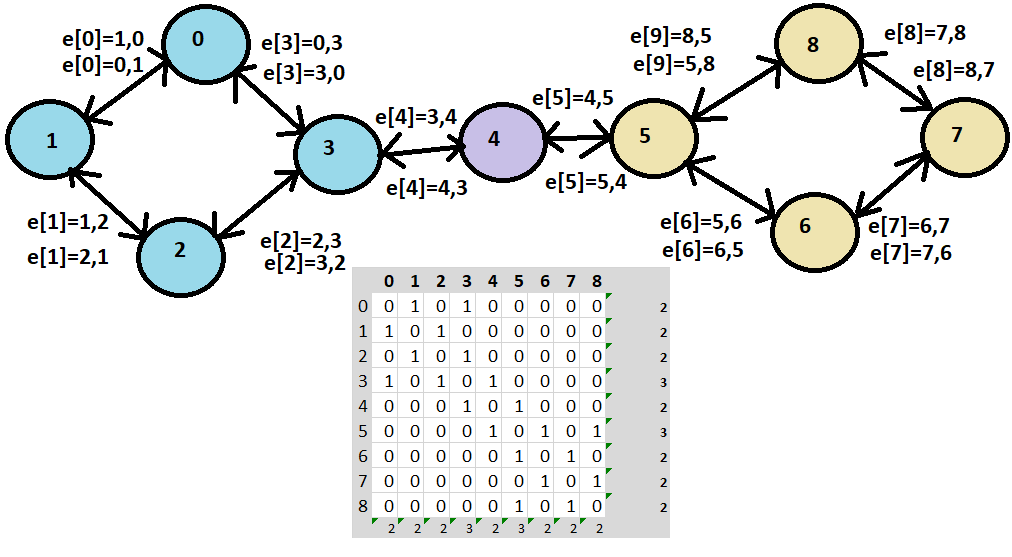 e[0]=1,0
e[0]=0,1
0
e[3]=0,3
e[3]=3,0
1
e[1]=1,2
e[1]=2,1
2
e[2]=2,3
e[2]=3,2
3
e[4]=3,4
e[4]=4,3
4
e[5]=4,5
e[5]=5,4
5
e[9]=8,5
e[9]=5,8
8
e[8]=7,8
e[8]=8,7
7
e[6]=5,6
e[6]=6,5
6
e[7]=6,7
e[7]=7,6
0 1 2 3 4 5 6 7 8
0 0 1 0 1 0 0 0 0 0 2
1 1 0 1 0 0 0 0 0 0 2
2 0 1 0 1 0 0 0 0 0 2
3 1 0 1 0 1 0 0 0 0 3
4 0 0 0 1 0 1 0 0 0 2
5 0 0 0 0 1 0 1 0 1 3
6 0 0 0 0 0 1 0 1 0 2
7 0 0 0 0 0 0 1 0 1 2
8 0 0 0 0 0 1 0 1 0 2
2 2 2 3 2 3 2 2 2